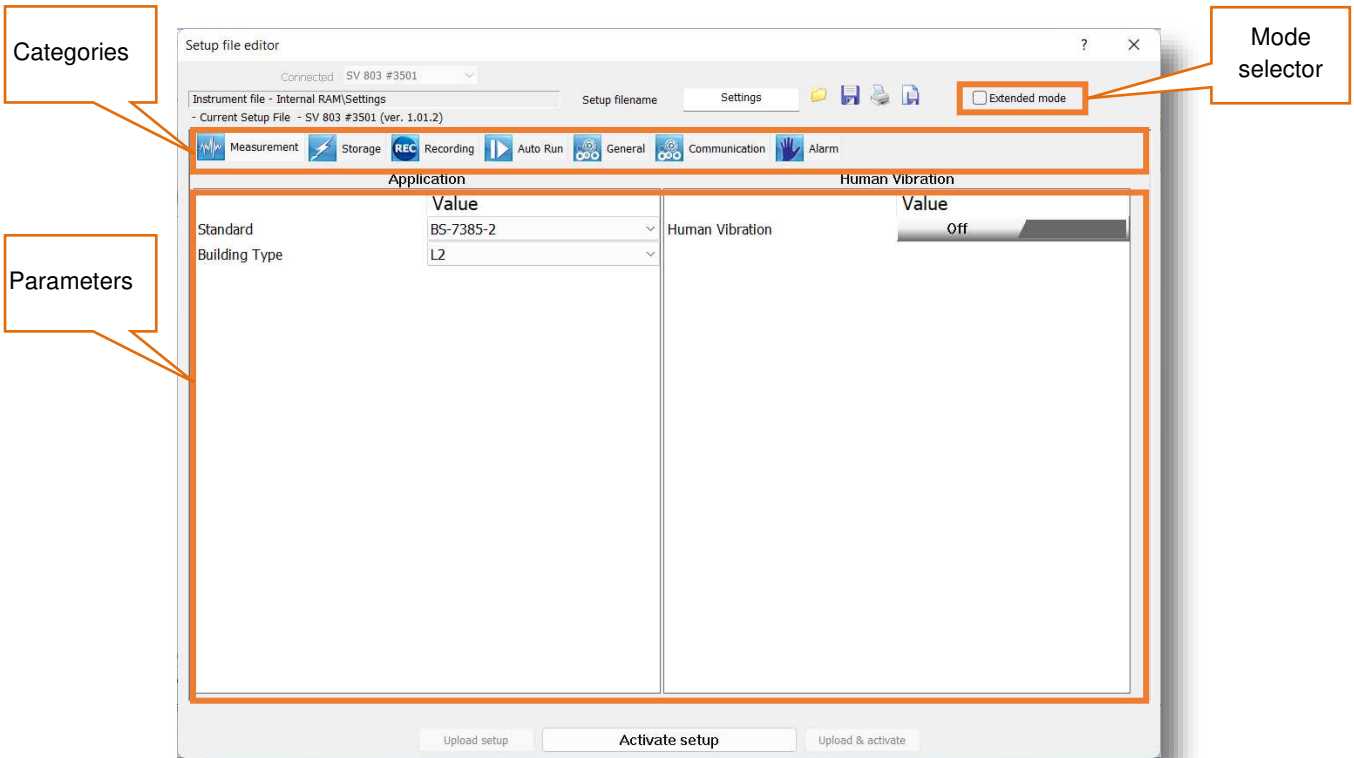 Categories
Mode
selector
Parameters
Setup file editor
?
Connected SV 803 #3501
Instrument file - Internal RAM\Settings
Setup filename Settings
Extended mode
- Current Setup File - SV 803 #3501 (ver. 1.01.2)
Measurement Storage REC Recording Auto Run General Communication Alarm
Application Human Vibration
Value Value
Standard BS-7385-2 Human Vibration Off
Building Type L2
Upload setup Activate setup Upload & activate